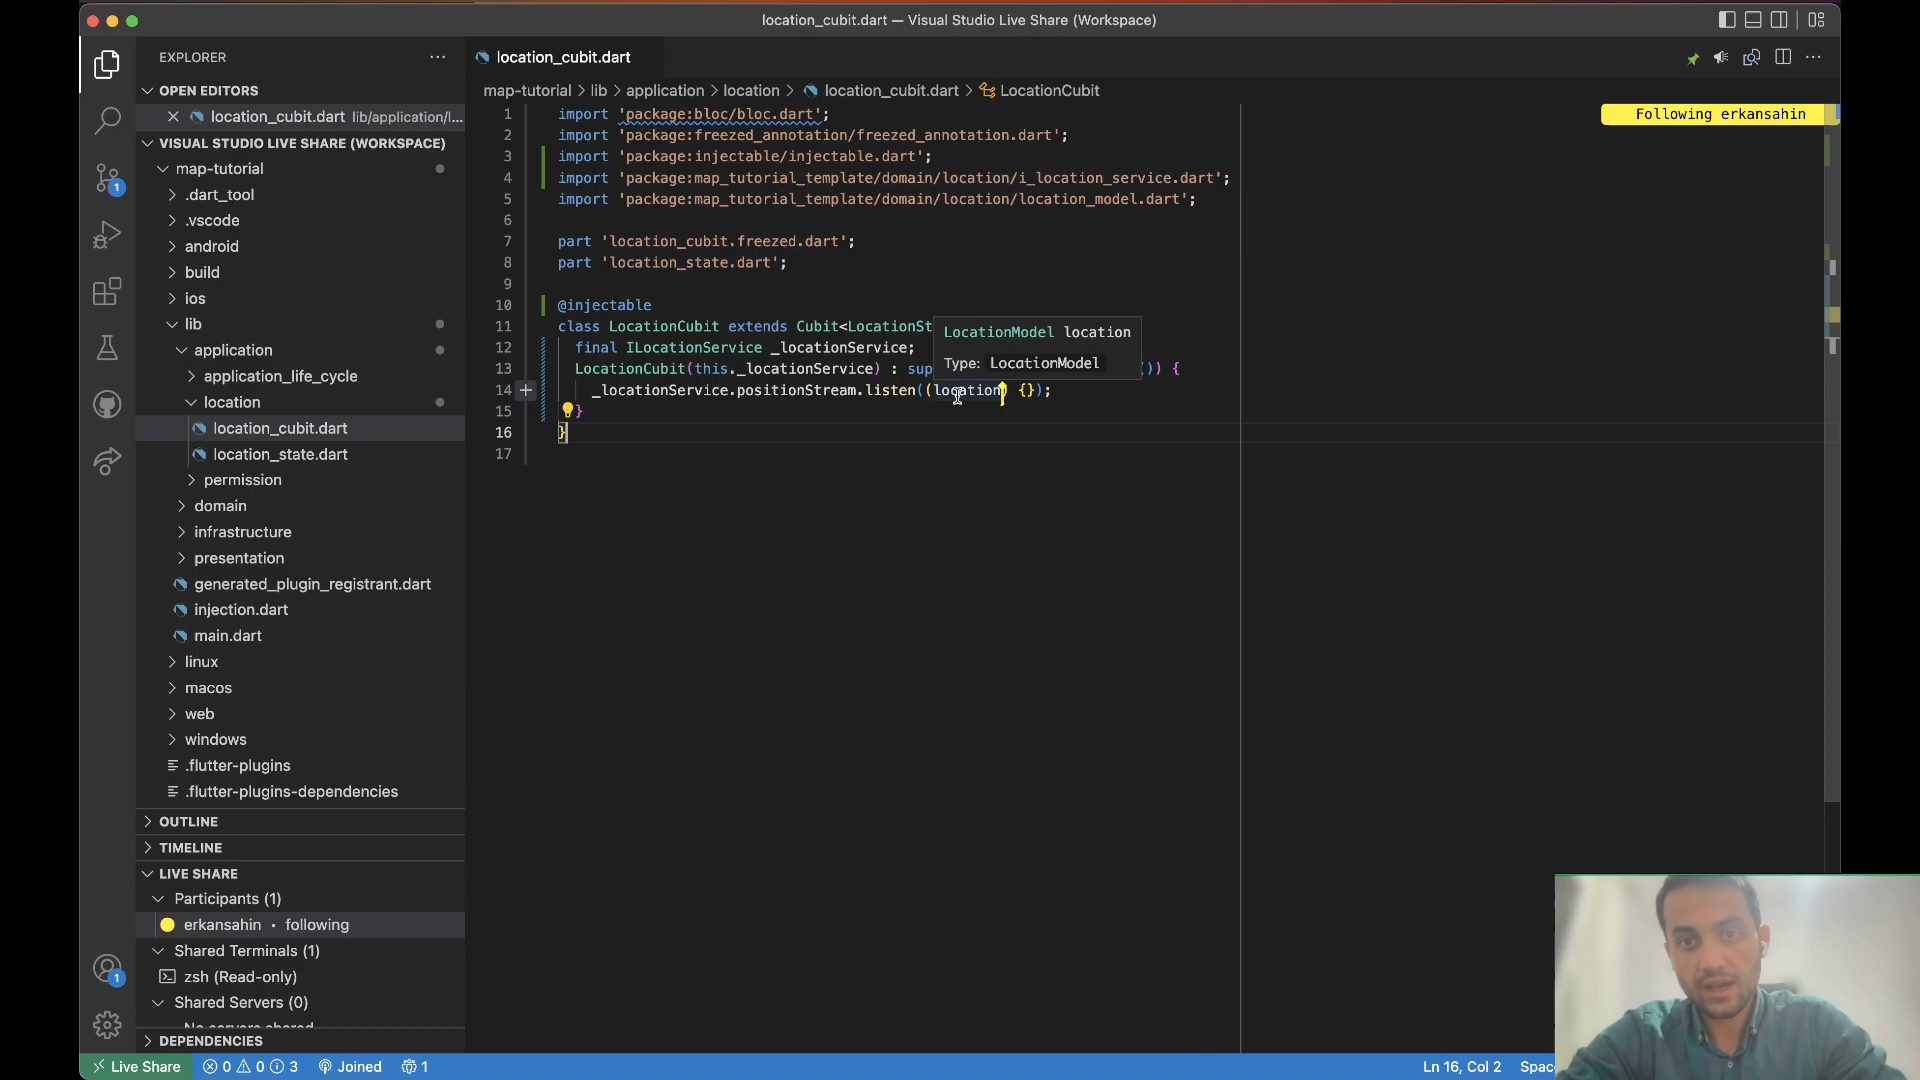 location_cubit.dart — Visual Studio Live Share (Workspace)
EXPLORER
OPEN EDITORS
location_cubit.dart lib/application/l...
VISUAL STUDIO LIVE SHARE (WORKSPACE)
map-tutorial
.dart_tool
.vscode
android
build
ios
lib
application
application_life_cycle
location
location_cubit.dart
location_state.dart
permission
domain
infrastructure
presentation
generated_plugin_registrant.dart
injection.dart
main.dart
linux
macos
web
windows
.flutter-plugins
.flutter-plugins-dependencies
OUTLINE
TIMELINE
LIVE SHARE
Participants (1)
erkansahin • following
Shared Terminals (1)
zsh (Read-only)
Shared Servers (0)
DEPENDENCIES
1
1
location_cubit.dart
map-tutorial > lib > application > location > location_cubit.dart > LocationCubit
Following erkansahin
1 import 'package:bloc/bloc.dart';
2 import 'package:freezed_annotation/freezed_annotation.dart';
3 import 'package:injectable/injectable.dart';
4 import 'package:map_tutorial_template/domain/location/i_location_service.dart';
5 import 'package:map_tutorial_template/domain/location/location_model.dart';
6
7 part 'location_cubit.freezed.dart';
8 part 'location_state.dart';
9
10 @injectable
11 class LocationCubit extends Cubit<LocationSt
12 final ILocationService _locationService;
13 LocationCubit(this._locationService) : sup ()) {
14 _locationService.positionStream.listen((location) {});
15 }
16 }
17
LocationModel location
Type: LocationModel
Live Share 0 0 3 Joined 1
Ln 16, Col 2 Spac